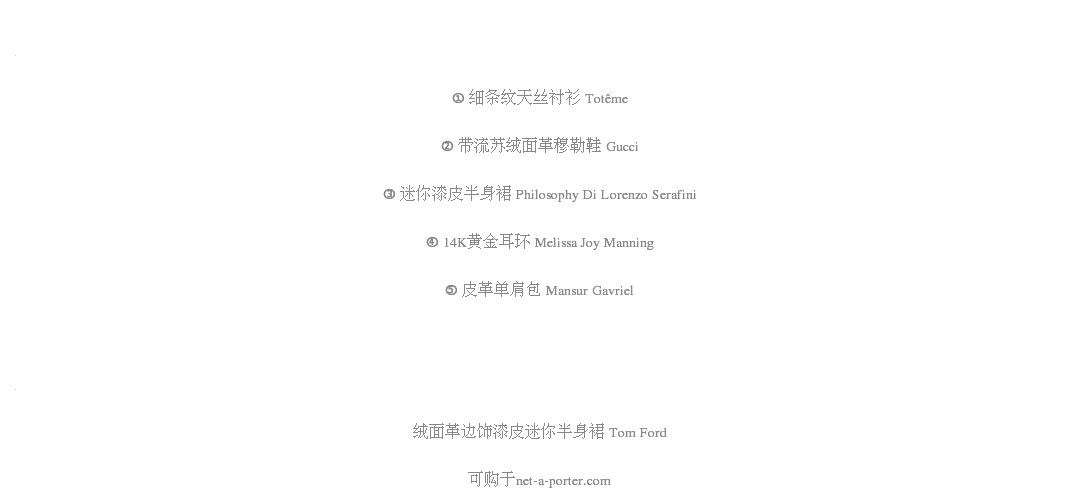 ① 细条纹天丝衬衫 Totême
② 带流苏绒面革穆勒鞋 Gucci
③ 迷你漆皮半身裙 Philosophy Di Lorenzo Serafini
④ 14K黄金耳环 Melissa Joy Manning
⑤ 皮革单肩包 Mansur Gavriel
绒面革边饰漆皮迷你半身裙 Tom Ford
可购于net-a-porter.com